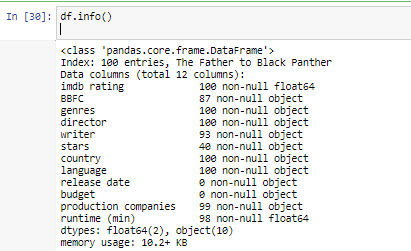 In [30]: df.info()
<class 'pandas.core.frame.DataFrame'>
Index: 100 entries, The Father to Black Panther
Data columns (total 12 columns):
imdb rating 100 non-null float64
BBFC 87 non-null object
genres 100 non-null object
director 100 non-null object
writer 93 non-null object
stars 40 non-null object
country 100 non-null object
language 100 non-null object
release date 0 non-null object
budget 0 non-null object
production companies 99 non-null object
runtime (min) 98 non-null float64
dtypes: float64(2), object(10)
memory usage: 10.2+ KB